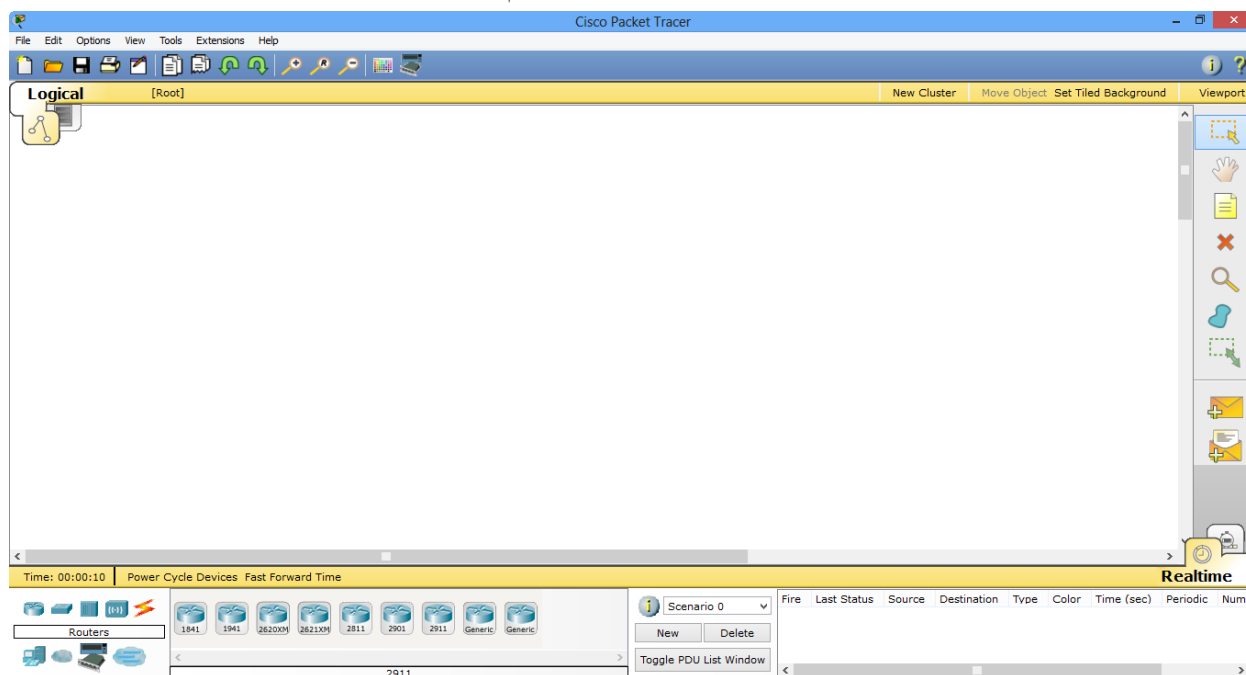 Cisco Packet Tracer
File Edit Options View Tools Extensions Help
Logical [Root] New Cluster Move Object Set Tiled Background Viewport
Time: 00:00:10 Power Cycle Devices Fast Forward Time Realtime
Routers
1841 1941 2620XM 2621XM 2811 2901 2911 Generic Generic
2911
Scenario 0
New Delete
Toggle PDU List Window
Fire Last Status Source Destination Type Color Time (sec) Periodic Num